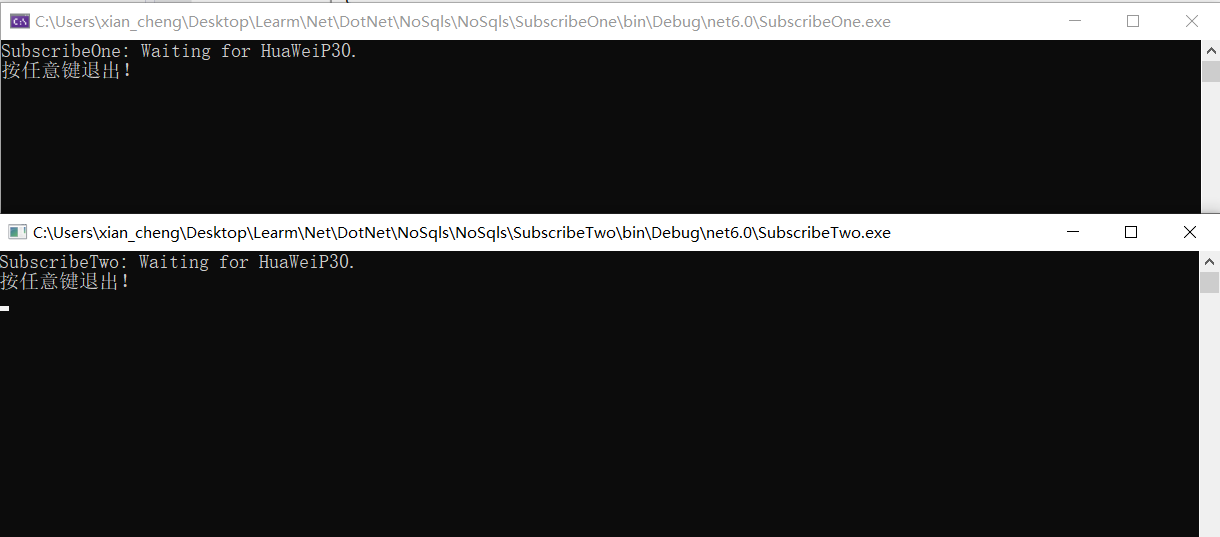 C:\Users\xian_cheng\Desktop\Learm\Net\DotNet\NoSqls\NoSqls\SubscribeOne\bin\Debug\net6.0\SubscribeOne.exe
SubscribeOne: Waiting for HuaWeiP30.
按任意键退出!
C:\Users\xian_cheng\Desktop\Learm\Net\DotNet\NoSqls\NoSqls\SubscribeTwo\bin\Debug\net6.0\SubscribeTwo.exe
SubscribeTwo: Waiting for HuaWeiP30.
按任意键退出!